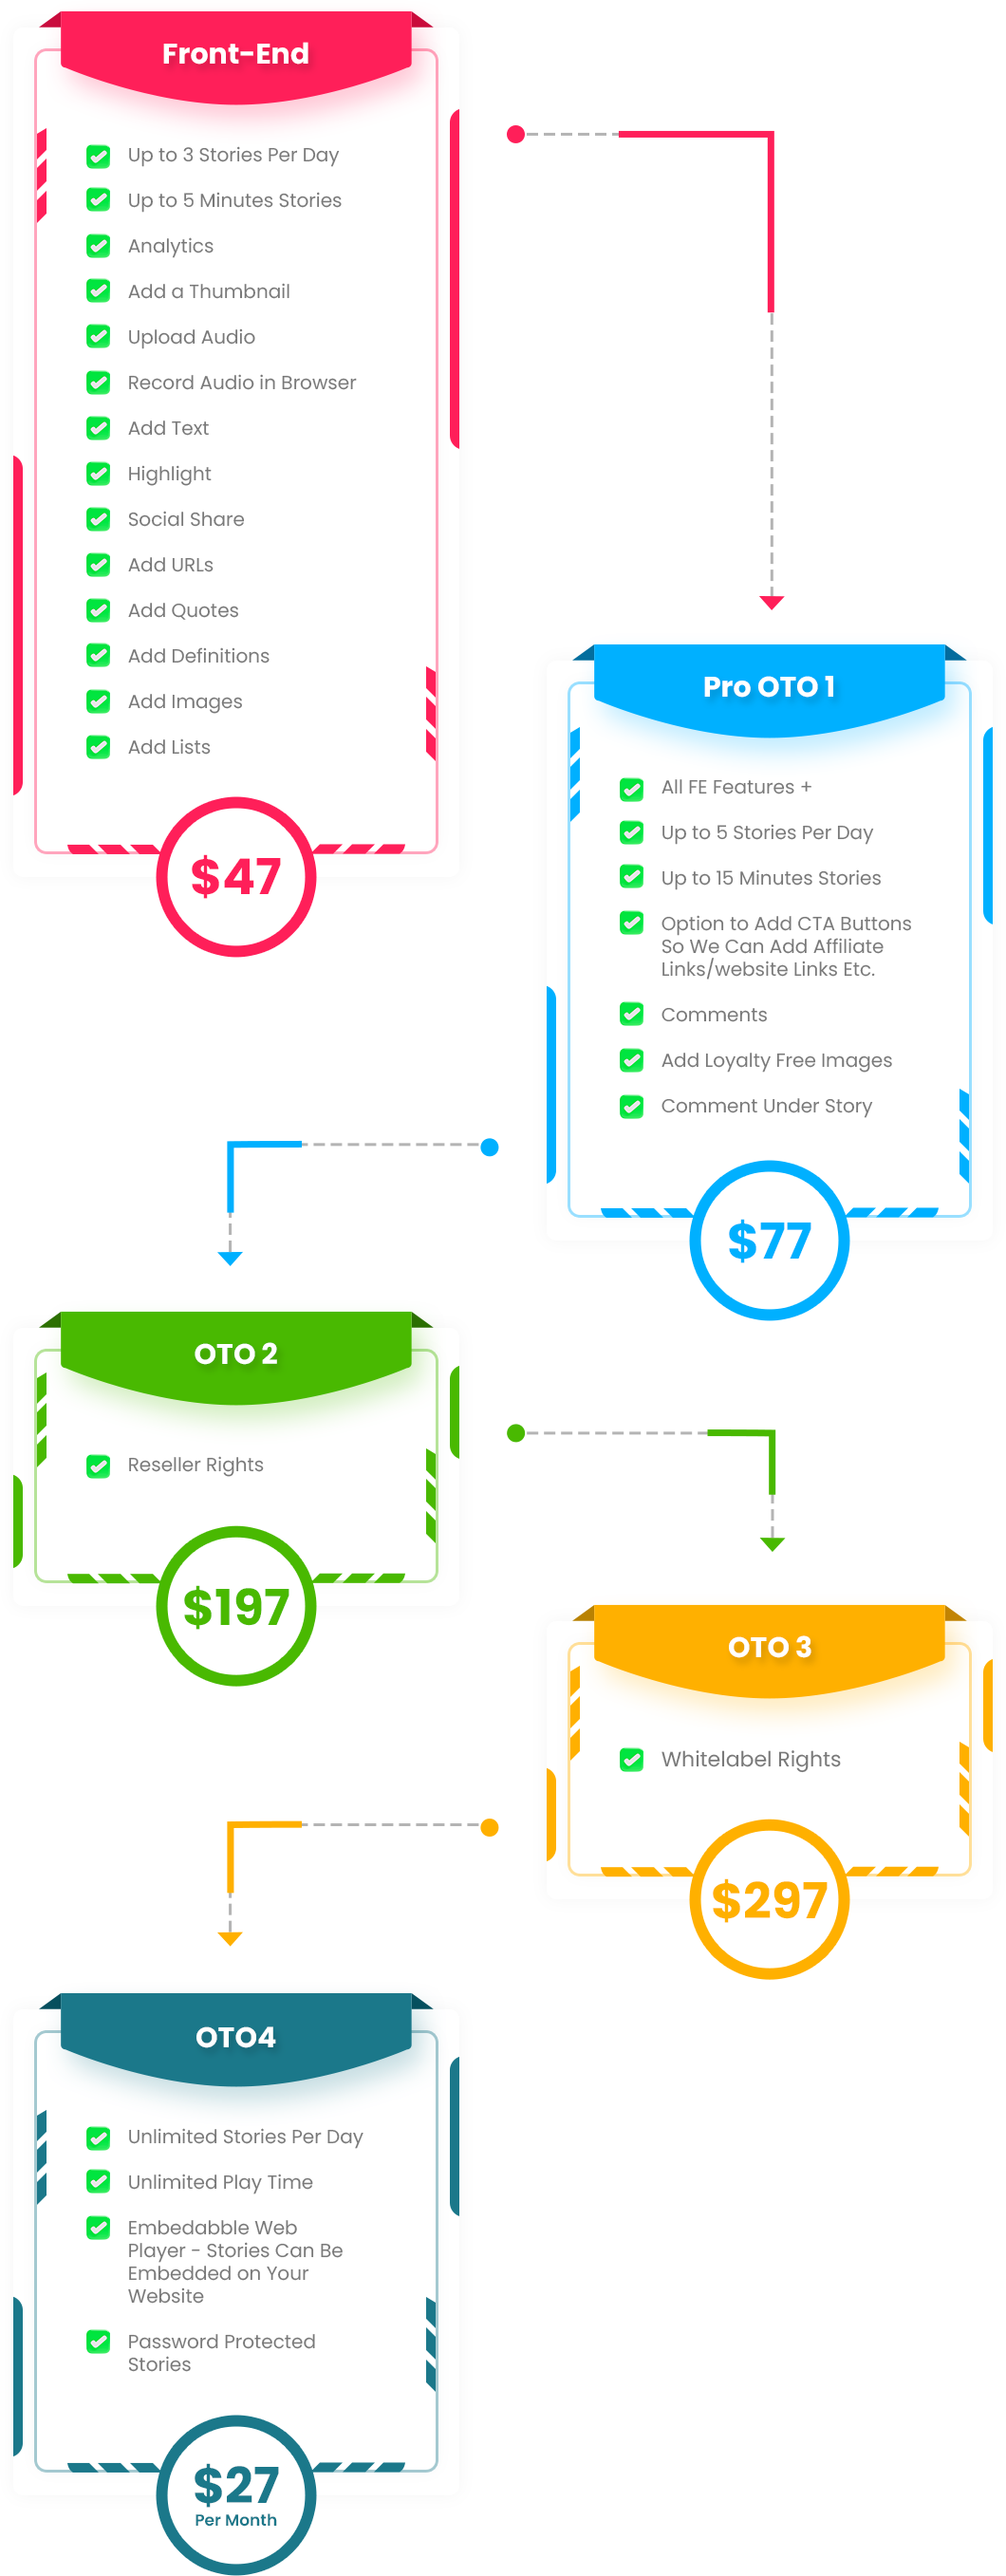 Front-End
Up to 3 Stories Per Day
Up to 5 Minutes Stories
Analytics
Add a Thumbnail
Upload Audio
Record Audio in Browser
Add Text
Highlight
Social Share
Add URLs
Add Quotes
Add Definitions
Add Images
Add Lists
$47
Pro OTO 1
All FE Features +
Up to 5 Stories Per Day
Up to 15 Minutes Stories
Option to Add CTA Buttons
So We Can Add Affiliate
Links/website Links Etc.
Comments
Add Loyalty Free Images
Comment Under Story
$77
OTO 2
Reseller Rights
$197
OTO 3
Whitelabel Rights
$297
OTO4
Unlimited Stories Per Day
Unlimited Play Time
Embedabble Web
Player - Stories Can Be
Embedded on Your
Website
Password Protected
Stories
$27
Per Month